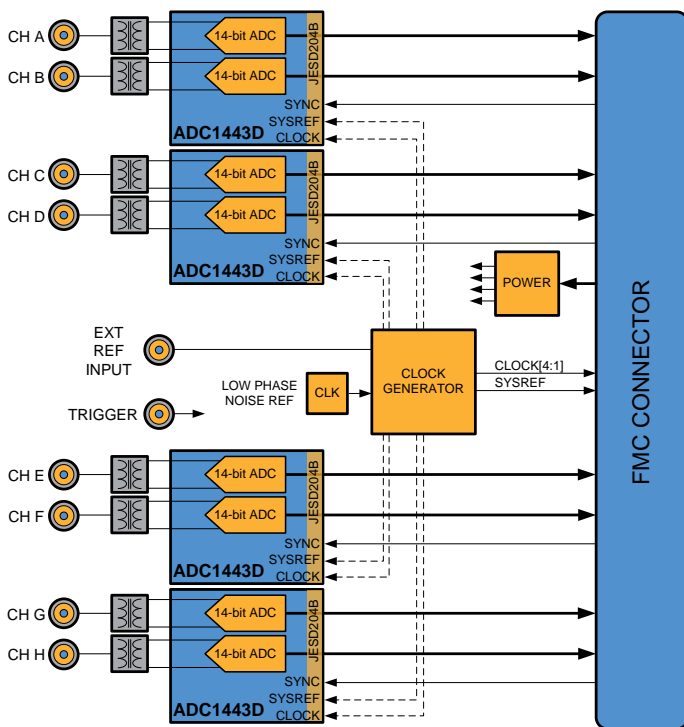 CH A
14-bit ADC
CH B
14-bit ADC
JESD204B
SYNC
SYSREF
ADC1443D
CLOCK
CH C
14-bit ADC
CH D
14-bit ADC
JESD204B
SYNC
ADC1443D
SYSREF
CLOCK
POWER
EXT
REF
INPUT
LOW PHASE
NOISE REF
CLK
CLOCK
GENERATOR
CLOCK[4:1]
SYSREF
TRIGGER
FMC CONNECTOR
CH E
14-bit ADC
CH F
14-bit ADC
JESD204B
SYNC
SYSREF
ADC1443D
CLOCK
CH G
14-bit ADC
CH H
14-bit ADC
JESD204B
SYNC
SYSREF
ADC1443D
CLOCK